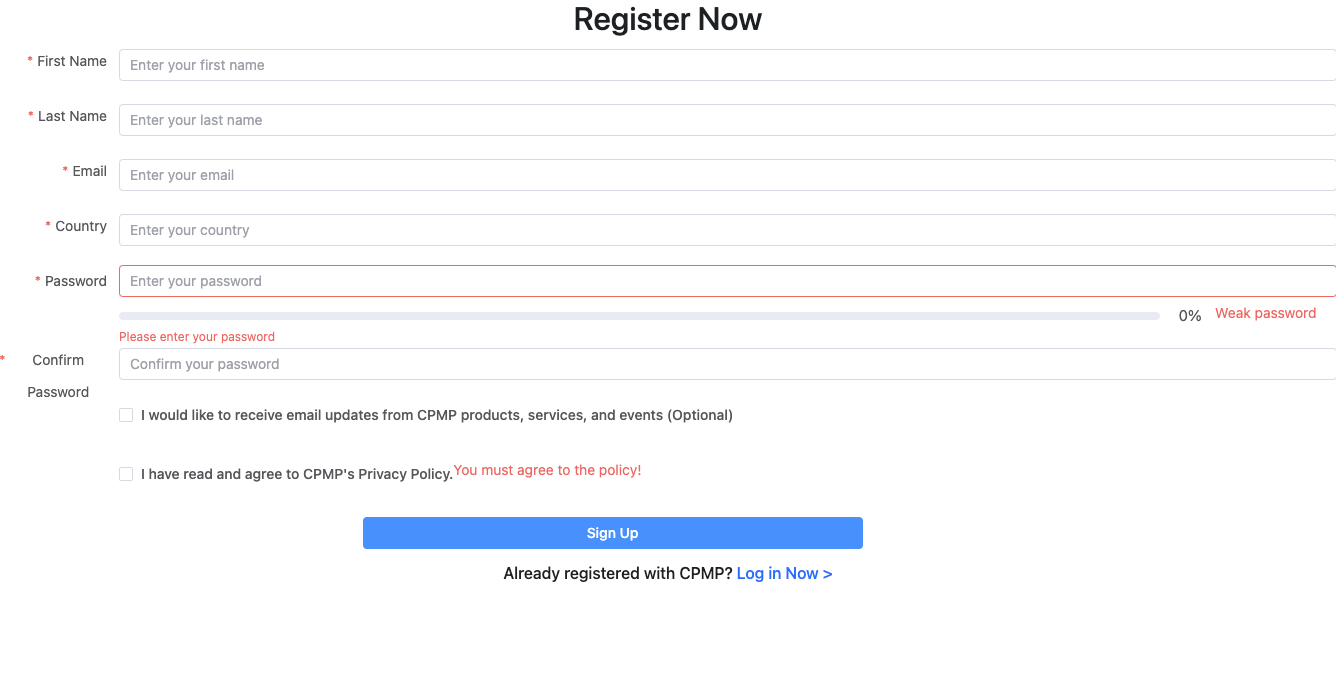 Register Now
* First Name
Enter your first name
* Last Name
Enter your last name
* Email
Enter your email
* Country
Enter your country
* Password
Enter your password
0% Weak password
Please enter your password
* Confirm Password
Confirm your password
I would like to receive email updates from CPMP products, services, and events (Optional)
I have read and agree to CPMP's Privacy Policy. You must agree to the policy!
Sign Up
Already registered with CPMP? Log in Now >